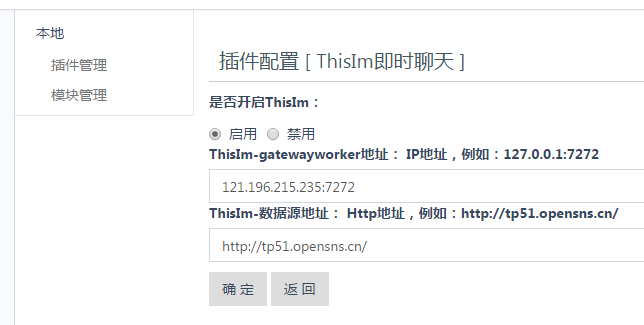 本地
插件管理
模块管理
插件配置 [ ThisIm即时聊天 ]
是否开启ThisIm：
启用 禁用
ThisIm-gatewayworker地址： IP地址，例如：127.0.0.1:7272
121.196.215.235:7272
ThisIm-数据源地址： Http地址，例如：http://tp51.opensns.cn/
http://tp51.opensns.cn/
确 定 返 回